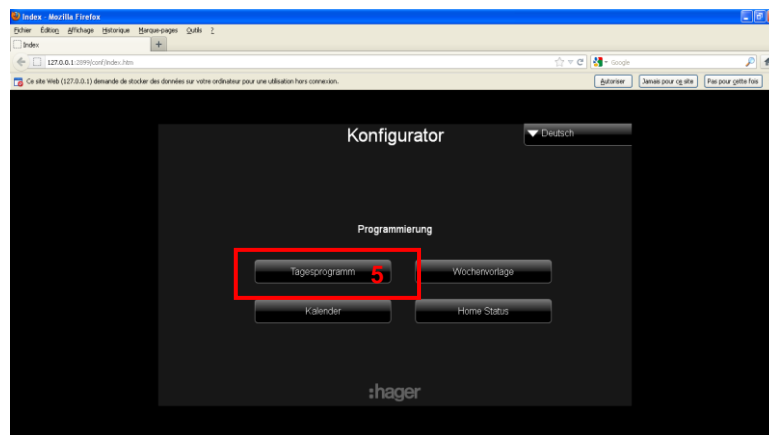 Index - Mozilla Firefox
Fichier Édition Affichage Historique Marque-pages Outils ?
Index +
127.0.0.1:2899/conf/index.htm
Google
Ce site Web (127.0.0.1) demande de stocker des données sur votre ordinateur pour une utilisation hors connexion.
Autoriser Jamais pour ce site Pas pour cette fois
Konfigurator
Deutsch
Programmierung
Tagesprogramm 5 Wochenvorlage
Kalender Home Status
:hager